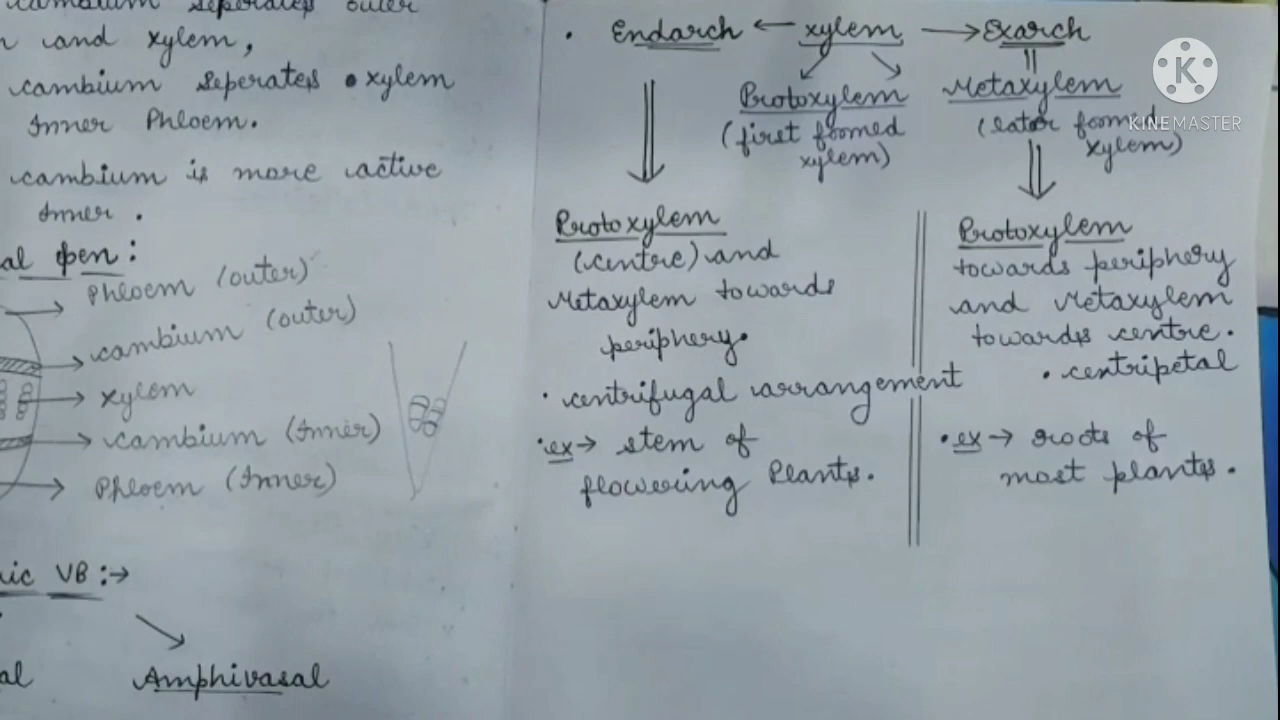 cambium seperates outer
and xylem,
cambium seperates xylem
Inner Phloem.
cambium is more active
Inner.
al open:
Phloem (outer)
cambium (outer)
xylem
cambium (Inner)
Phloem (Inner)
ic VB:→
al
Amphivasal
• Endarch ← xylem → Exarch
Protoxylem
(first formed
xylem)
Metaxylem
(later formed
xylem)
Protoxylem
(centre) and
Metaxylem towards
periphery.
• centrifugal arrangement
• ex → stem of
flowering Plants.
Protoxylem
towards periphery
and Metaxylem
towards centre.
• centripetal
• ex → roots of
most plants.
K
KINEMASTER